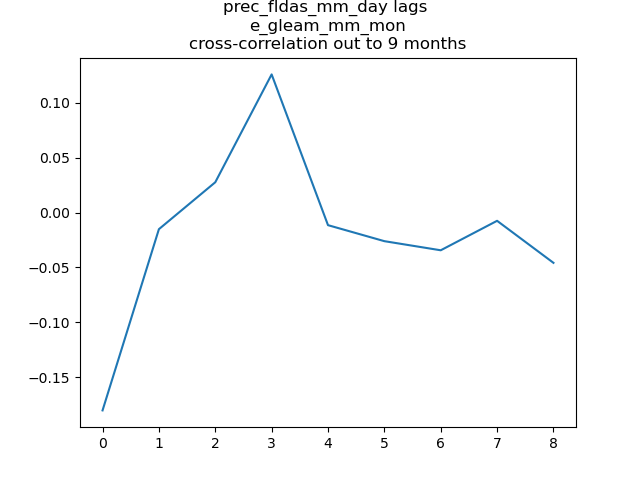 prec_fldas_mm_day lags
e_gleam_mm_mon
cross-correlation out to 9 months
0.10
0.05
0.00
−0.05
−0.10
−0.15
0 1 2 3 4 5 6 7 8